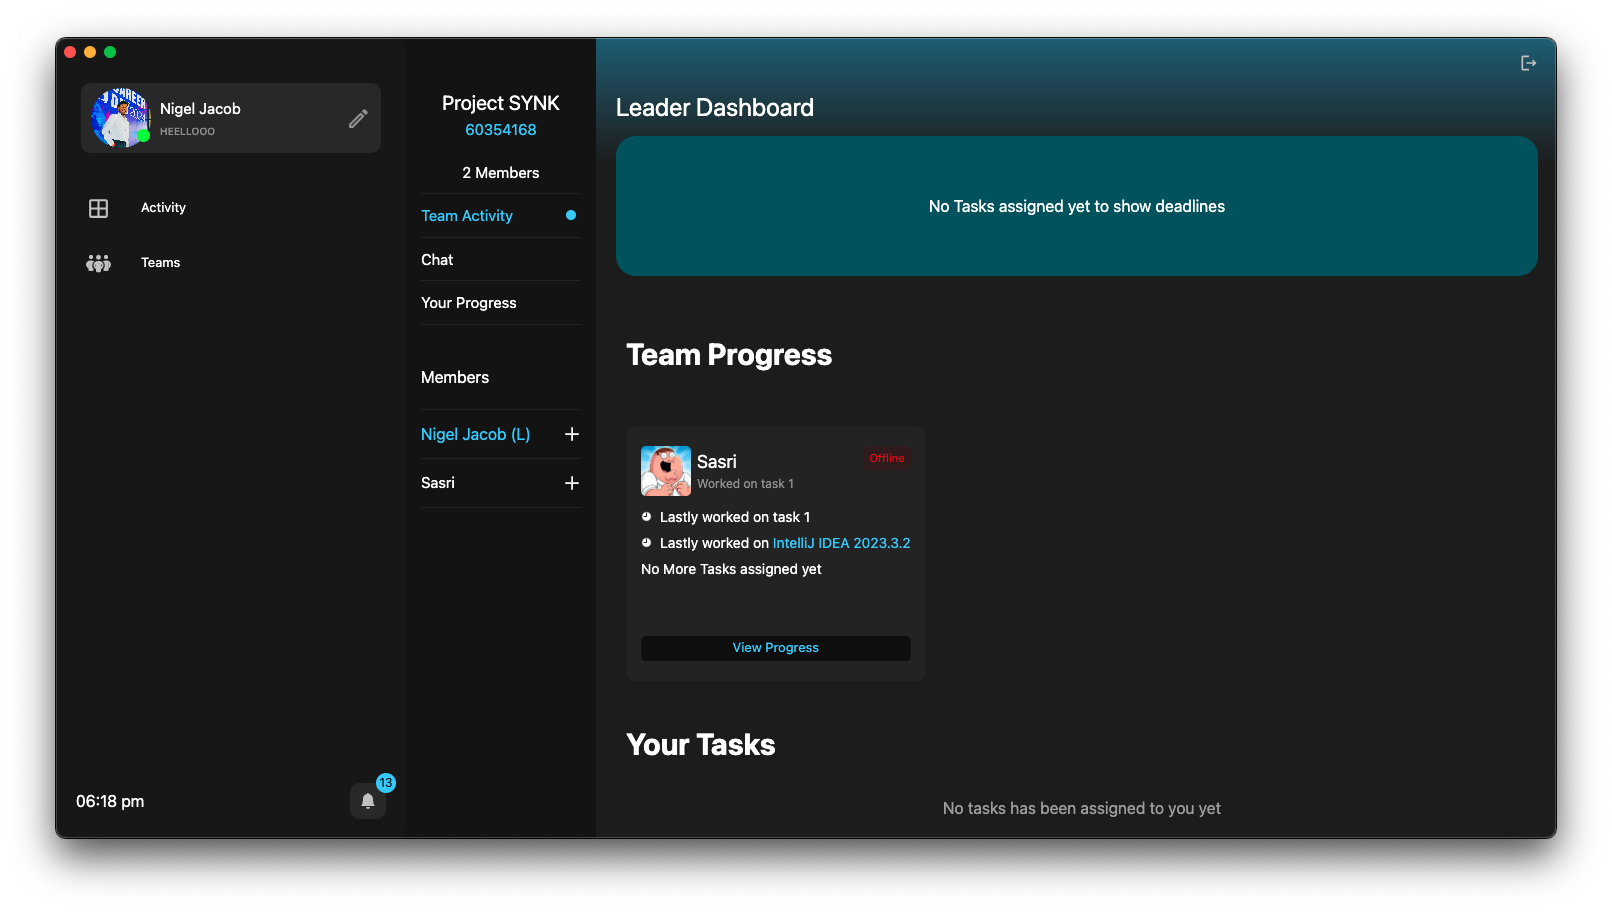 Nigel Jacob
HEELLOOO
Activity
Teams
06:18 pm
13
Project SYNK
60354168
2 Members
Team Activity
Chat
Your Progress
Members
Nigel Jacob (L)
Sasri
Leader Dashboard
No Tasks assigned yet to show deadlines
Team Progress
Sasri
Offline
Worked on task 1
Lastly worked on task 1
Lastly worked on IntelliJ IDEA 2023.3.2
No More Tasks assigned yet
View Progress
Your Tasks
No tasks has been assigned to you yet